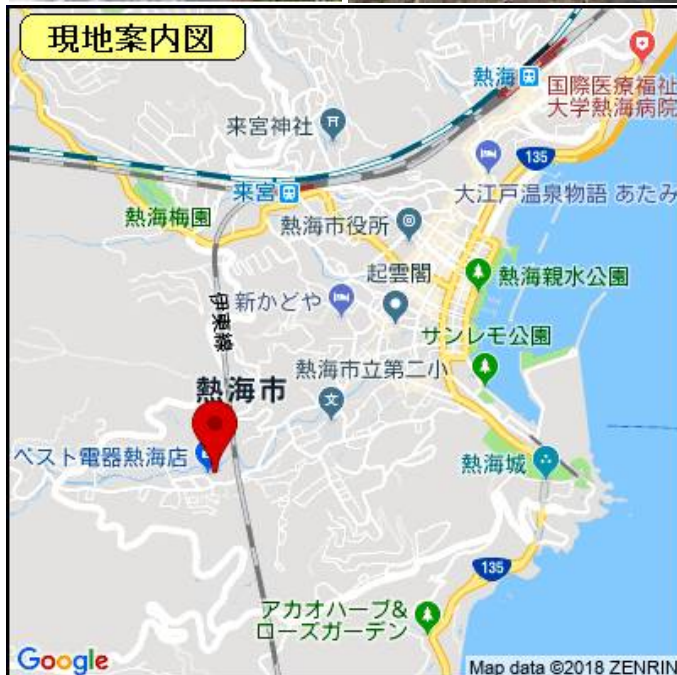 現地案内図
熱海
国際医療福祉
大学熱海病院
来宮神社
135
来宮
大江戸温泉物語 あたみ
熱海梅園
熱海市役所
起雲閣
熱海親水公園
伊東線
新かどや
サンレモ公園
熱海市立第二小
熱海市
ベスト電器熱海店
熱海城
135
アカオハーブ&
ローズガーデン
Google
Map data ©2018 ZENRIN